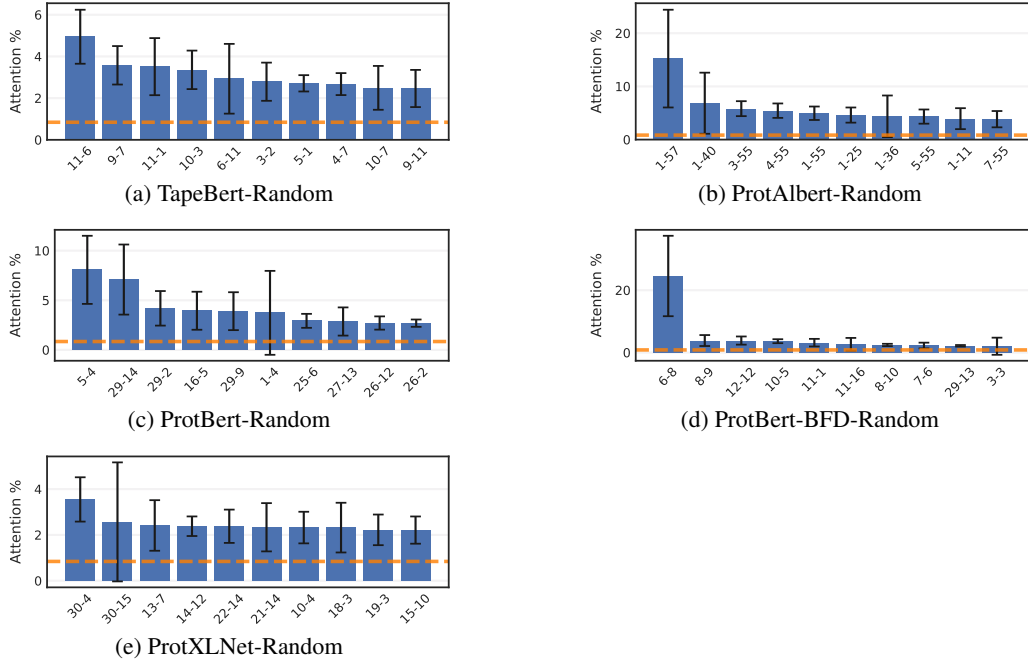 Attention %
6
4
2
0
11-6 9-7 11-1 10-3 6-11 3-2 5-1 4-7 10-7 9-11
(a) TapeBert-Random
Attention %
20
10
0
1-57 1-40 3-55 4-55 1-55 1-25 1-36 5-55 1-11 7-55
(b) ProtAlbert-Random
Attention %
10
5
0
5-4 29-14 29-2 16-5 29-9 1-4 25-6 27-13 26-12 26-2
(c) ProtBert-Random
Attention %
20
0
6-8 8-9 12-12 10-5 11-1 11-16 8-10 7-6 29-13 3-3
(d) ProtBert-BFD-Random
Attention %
4
2
0
30-4 30-15 13-7 14-12 22-14 21-14 10-4 18-3 19-3 15-10
(e) ProtXLNet-Random